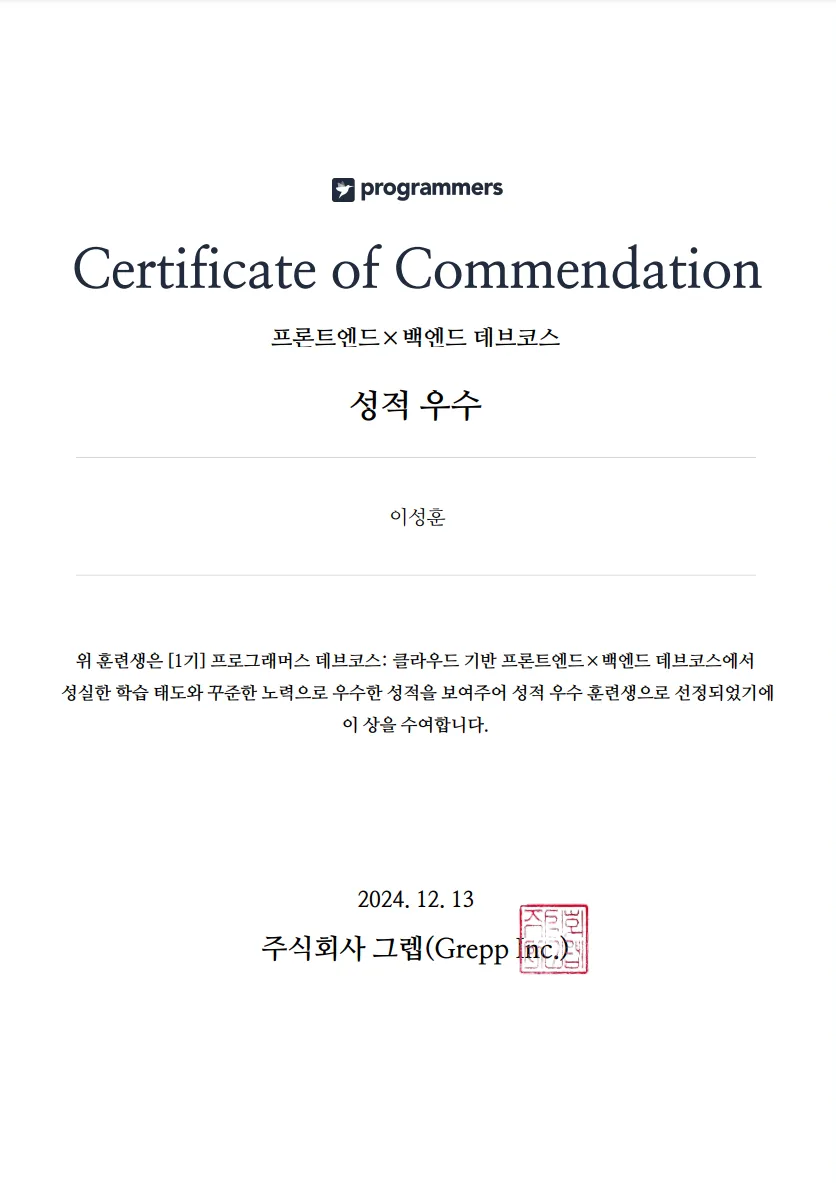 programmers
Certificate of Commendation
프론트엔드×백엔드 데브코스
성적 우수
이성훈
위 훈련생은 [1기] 프로그래머스 데브코스: 클라우드 기반 프론트엔드×백엔드 데브코스에서
성실한 학습 태도와 꾸준한 노력으로 우수한 성적을 보여주어 성적 우수 훈련생으로 선정되었기에
이 상을 수여합니다.
2024. 12. 13
주식회사 그렙(Grepp Inc.)